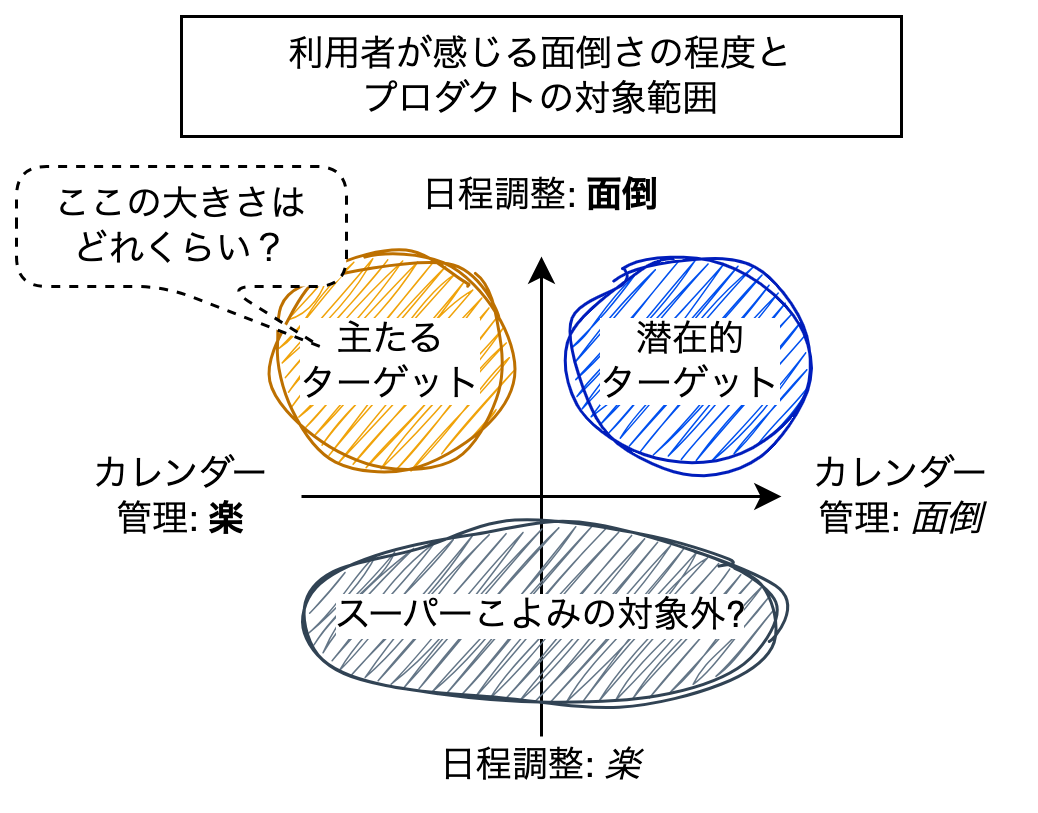 利用者が感じる面倒さの程度と
プロダクトの対象範囲
日程調整: 面倒
ここの大きさは
どれくらい？
主たる
ターゲット
潜在的
ターゲット
カレンダー
管理: 楽
カレンダー
管理: 面倒
スーパーこよみの対象外?
日程調整: 楽